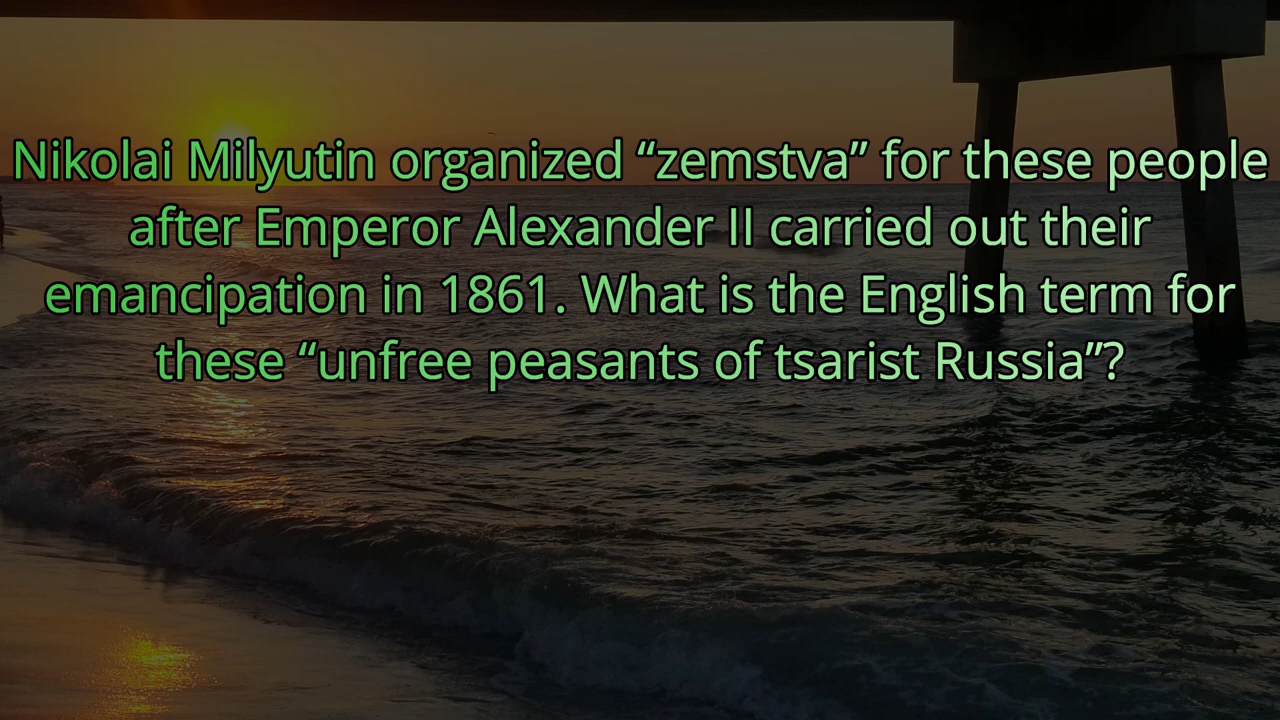 Nikolai Milyutin organized “zemstva” for these people
after Emperor Alexander II carried out their
emancipation in 1861. What is the English term for
these “unfree peasants of tsarist Russia”?